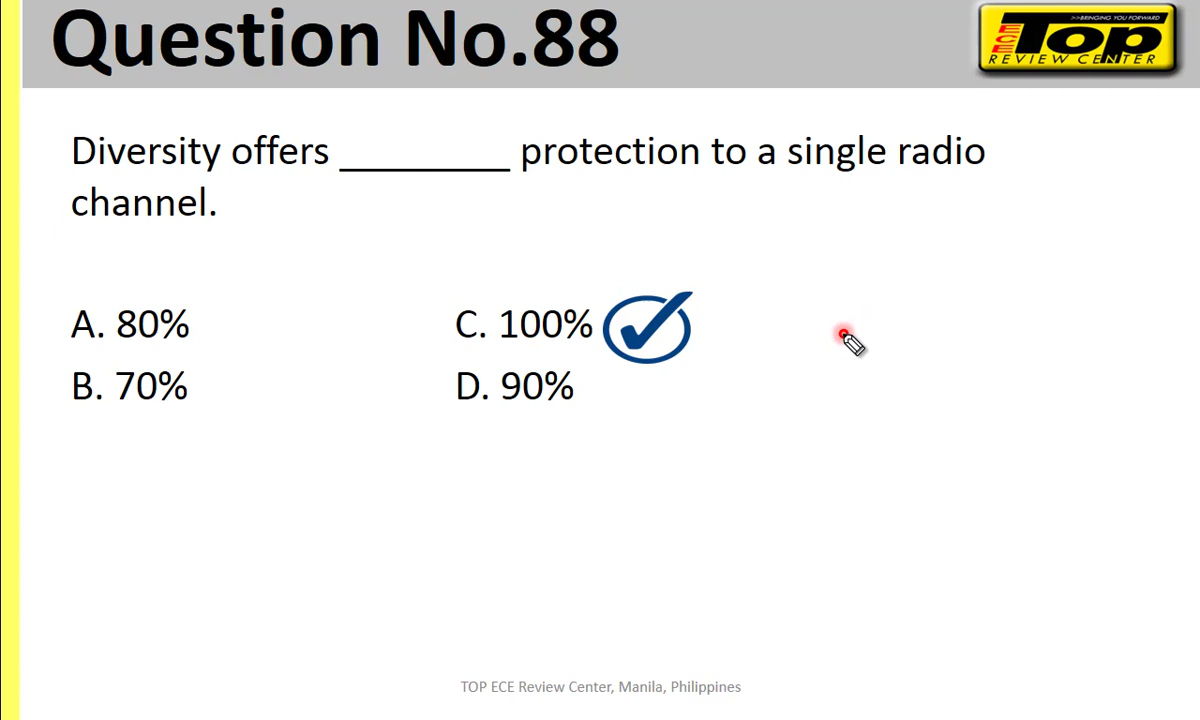 Question No.88
>>BRINGING YOU FORWARD
ECE Top
REVIEW CENTER
Diversity offers ________ protection to a single radio
channel.
A. 80%
C. 100%
B. 70%
D. 90%
TOP ECE Review Center, Manila, Philippines